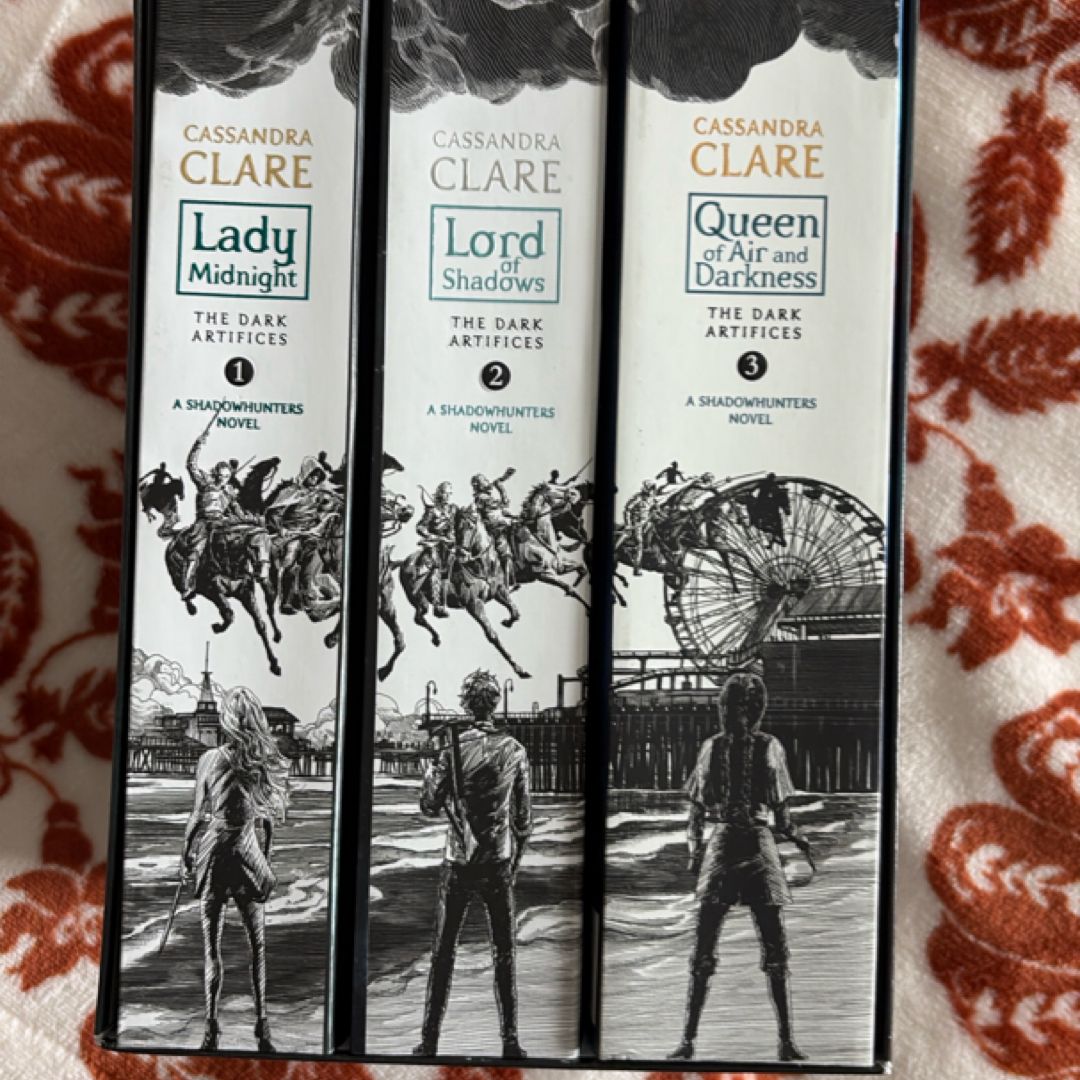 CASSANDRA
CLARE
Lady
Midnight
THE DARK
ARTIFICES
1
A SHADOWHUNTERS
NOVEL
CASSANDRA
CLARE
Lord
of
Shadows
THE DARK
ARTIFICES
2
A SHADOWHUNTERS
NOVEL
CASSANDRA
CLARE
Queen
of Air and
Darkness
THE DARK
ARTIFICES
3
A SHADOWHUNTERS
NOVEL